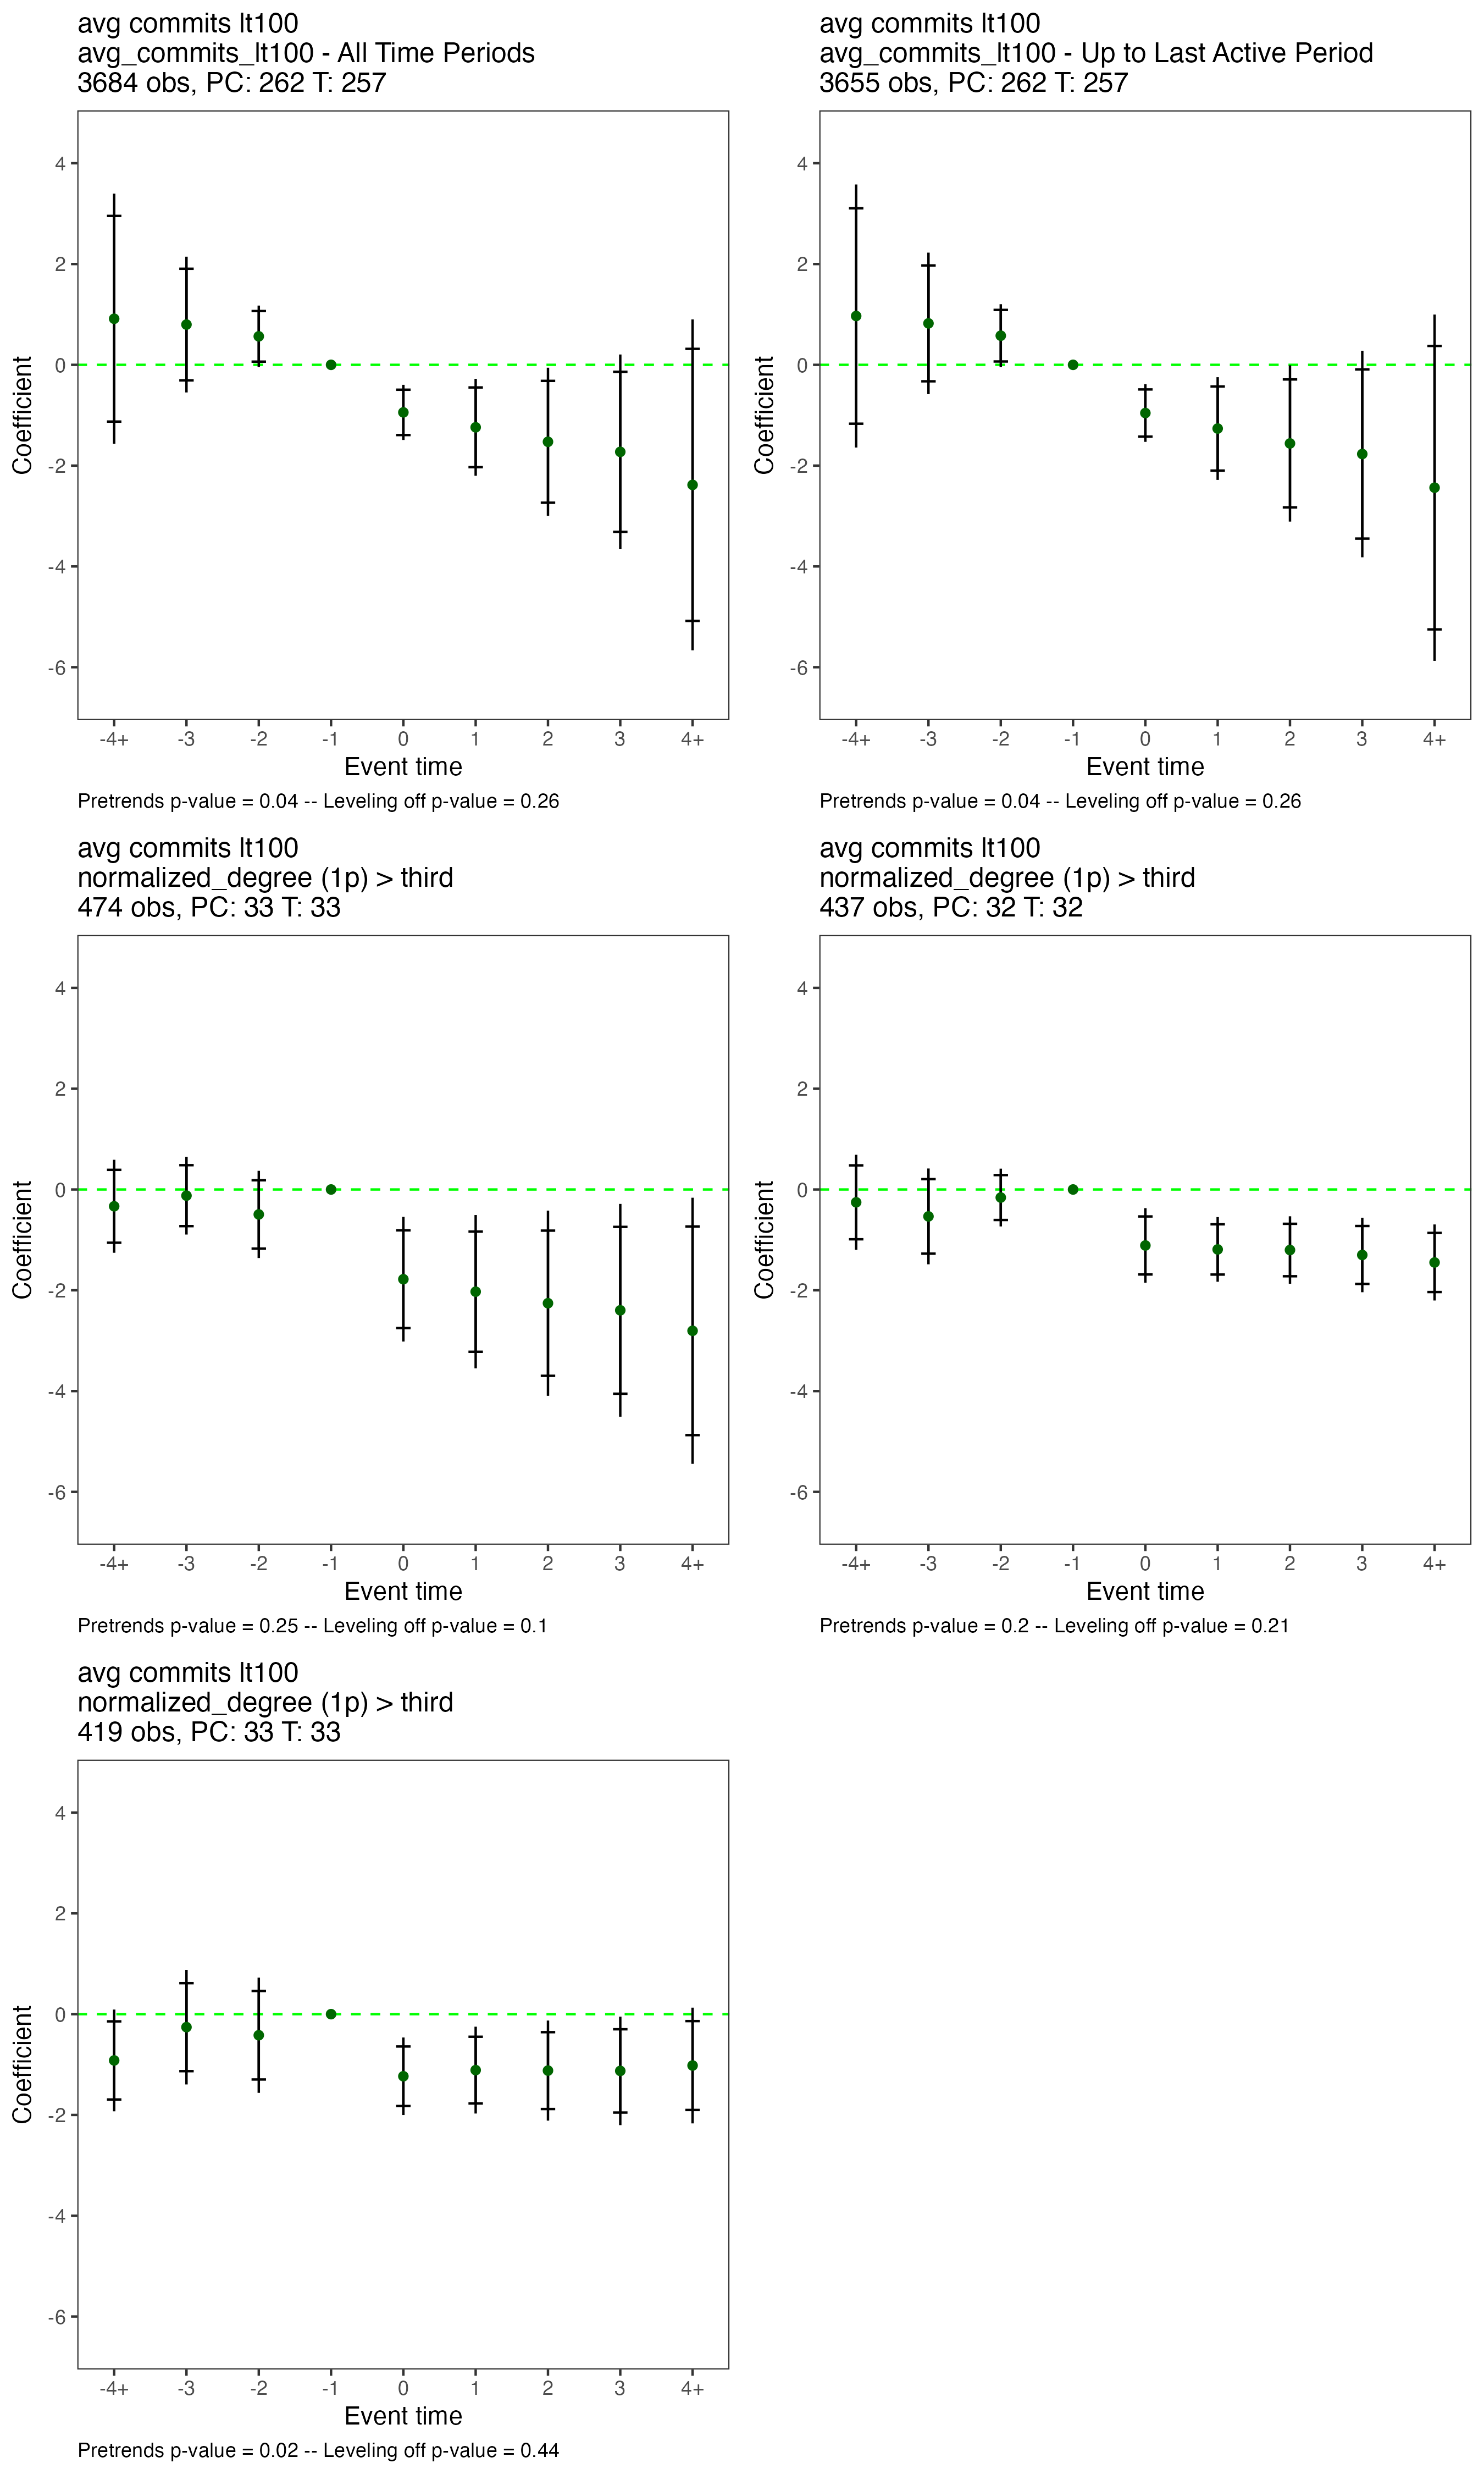 avg commits lt100
avg_commits_lt100 - All Time Periods
3684 obs, PC: 262 T: 257
4
2
0
-2
-4
-6
Coefficient
-4+ -3 -2 -1 0 1 2 3 4+
Event time
Pretrends p-value = 0.04 -- Leveling off p-value = 0.26
avg commits lt100
avg_commits_lt100 - Up to Last Active Period
3655 obs, PC: 262 T: 257
4
2
0
-2
-4
-6
Coefficient
-4+ -3 -2 -1 0 1 2 3 4+
Event time
Pretrends p-value = 0.04 -- Leveling off p-value = 0.26
avg commits lt100
normalized_degree (1p) > third
474 obs, PC: 33 T: 33
4
2
0
-2
-4
-6
Coefficient
-4+ -3 -2 -1 0 1 2 3 4+
Event time
Pretrends p-value = 0.25 -- Leveling off p-value = 0.1
avg commits lt100
normalized_degree (1p) > third
437 obs, PC: 32 T: 32
4
2
0
-2
-4
-6
Coefficient
-4+ -3 -2 -1 0 1 2 3 4+
Event time
Pretrends p-value = 0.2 -- Leveling off p-value = 0.21
avg commits lt100
normalized_degree (1p) > third
419 obs, PC: 33 T: 33
4
2
0
-2
-4
-6
Coefficient
-4+ -3 -2 -1 0 1 2 3 4+
Event time
Pretrends p-value = 0.02 -- Leveling off p-value = 0.44